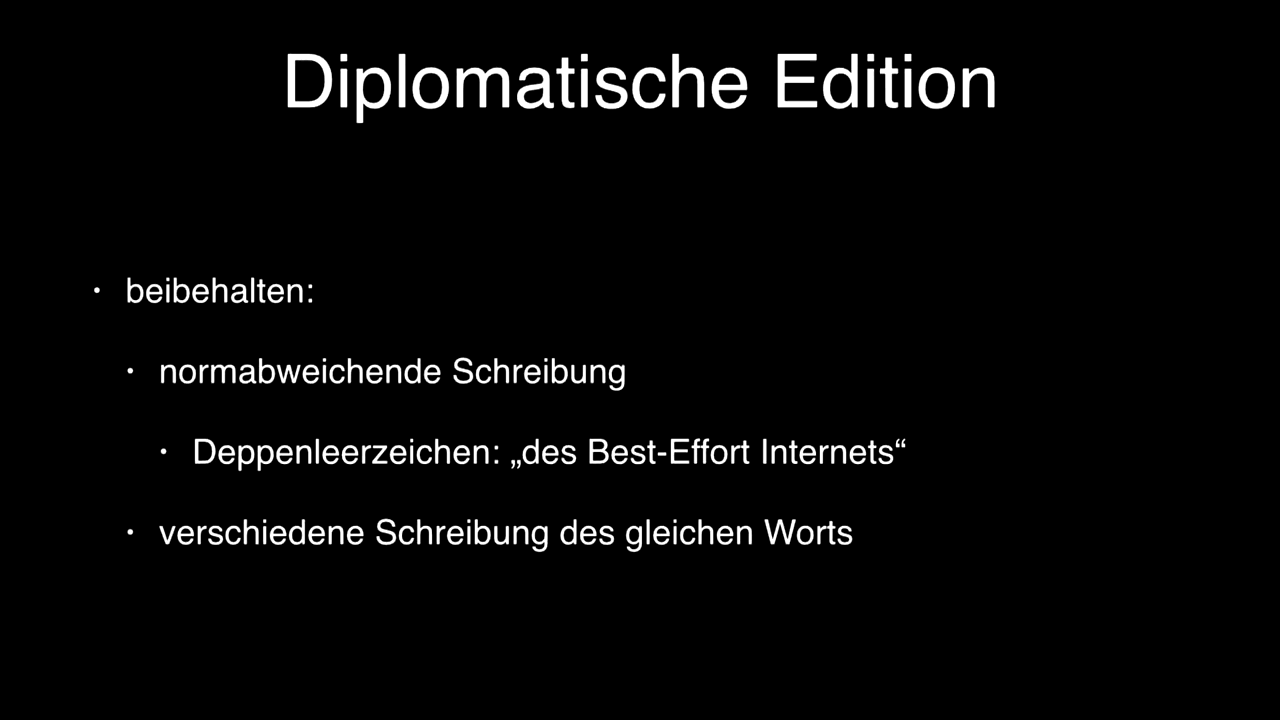 Diplomatische Edition
• beibehalten:
• normabweichende Schreibung
• Deppenleerzeichen: „des Best-Effort Internets“
• verschiedene Schreibung des gleichen Worts